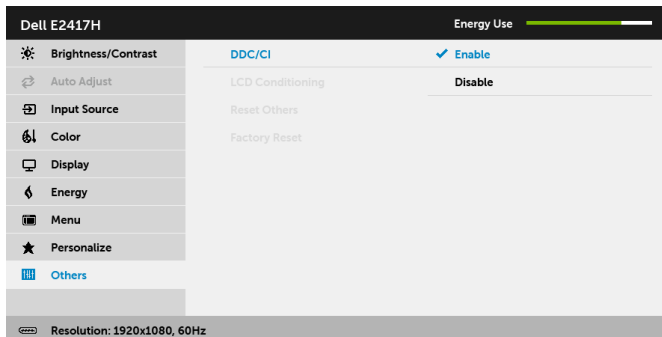 Dell E2417H Energy Use
Brightness/Contrast DDC/CI Enable
Auto Adjust LCD Conditioning Disable
Input Source Reset Others
Color Factory Reset
Display
Energy
Menu
Personalize
Others
Resolution: 1920x1080, 60Hz